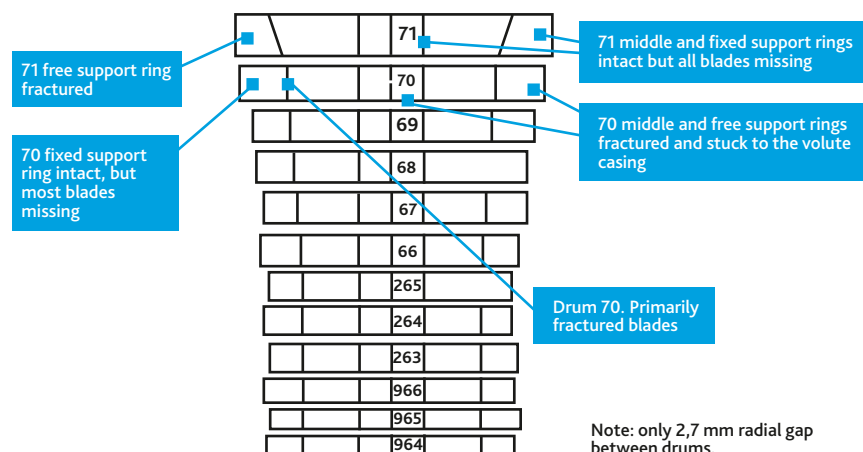 71
71 free support ring
fractured
71 middle and fixed support rings
intact but all blades missing
70
70 fixed support
ring intact, but
most blades
missing
70 middle and free support rings
fractured and stuck to the volute
casing
69
68
67
66
265
264
Drum 70. Primarily
fractured blades
263
966
965
964
Note: only 2,7 mm radial gap
between drums